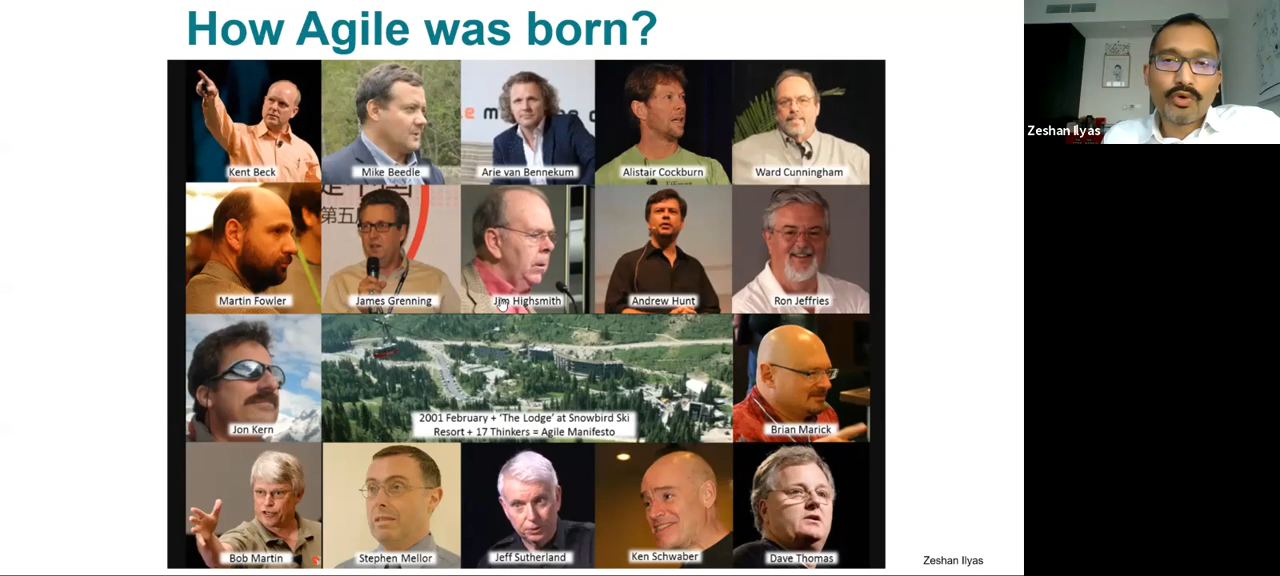 How Agile was born?
Zeshan Ilyas
Kent Beck
Mike Beedle
Arie van Bennekum
Alistair Cockburn
Ward Cunningham
第五
Martin Fowler
James Grenning
Jim Highsmith
Andrew Hunt
Ron Jeffries
Jon Kern
2001 February + 'The Lodge' at Snowbird Ski
Resort + 17 Thinkers = Agile Manifesto
Brian Marick
Bob Martin
Stephen Mellor
Jeff Sutherland
Ken Schwaber
Dave Thomas
Zeshan Ilyas